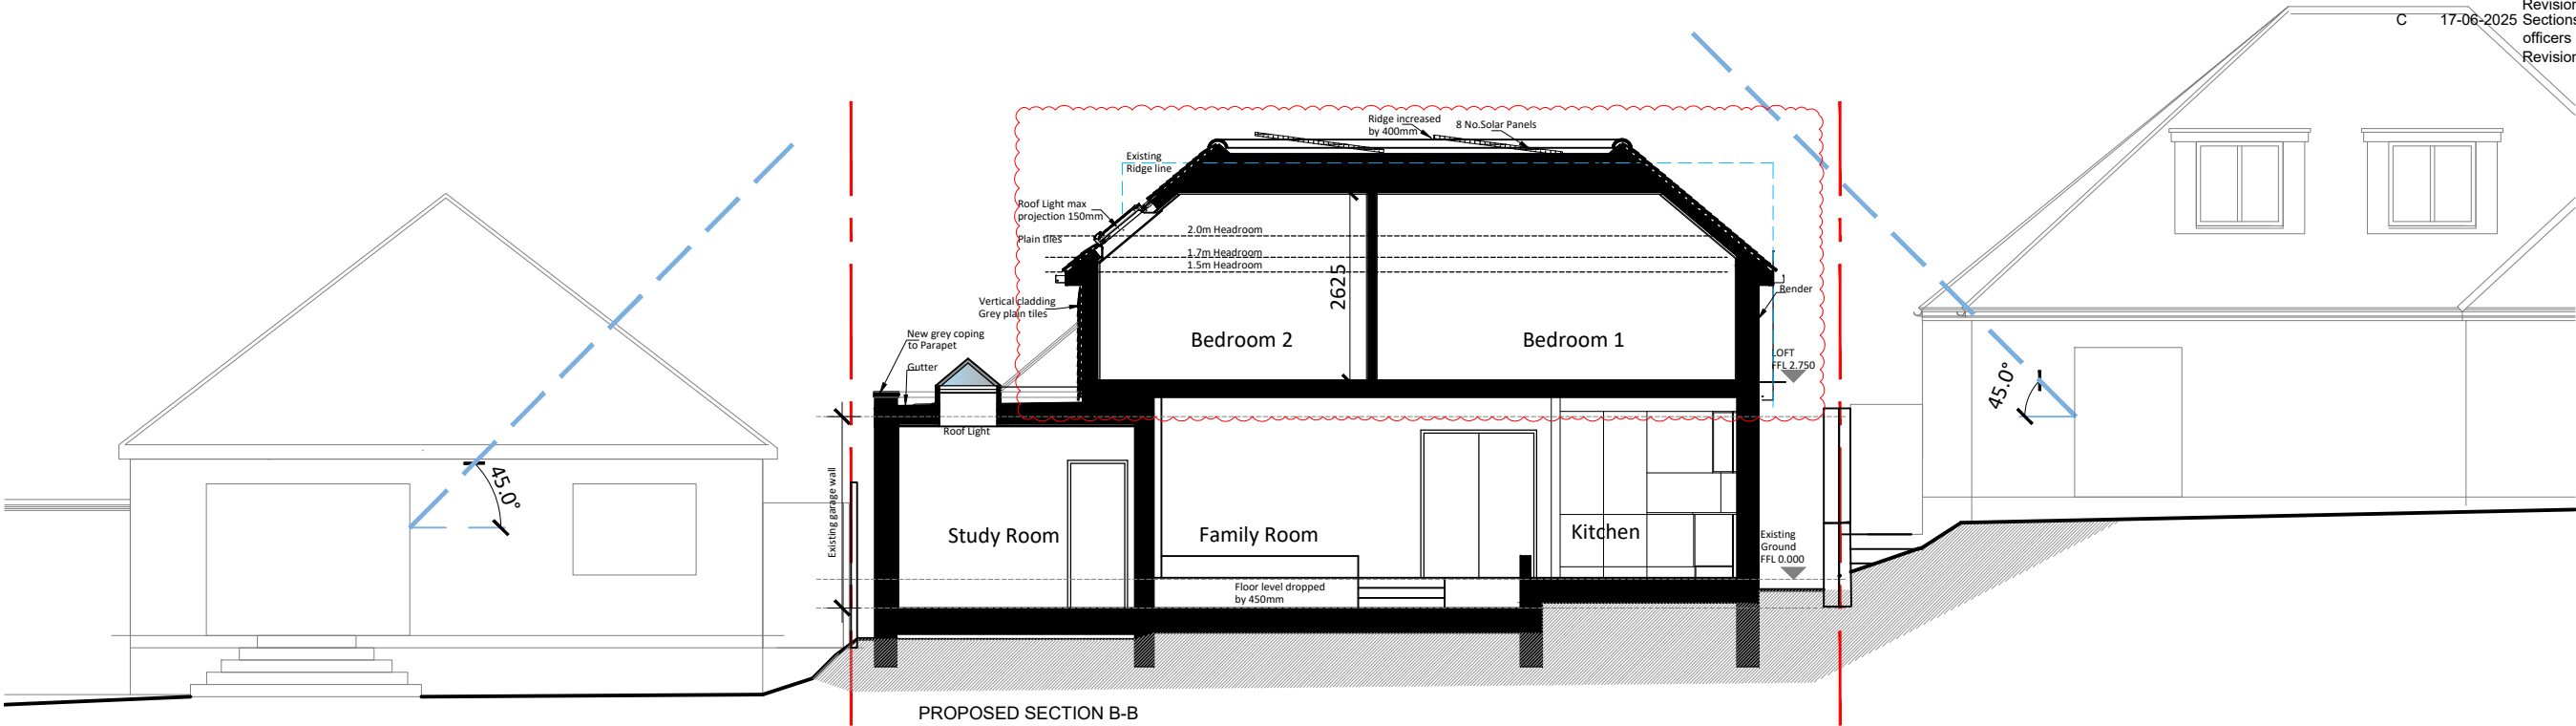 Revision
C 17-06-2025 Sections
officers
Revision
Ridge increased
by 400mm
8 No.Solar Panels
Existing
Ridge line
Roof Light max
projection 150mm
Plain tiles
2.0m Headroom
1.7m Headroom
1.5m Headroom
2625
Vertical cladding
Grey plain tiles
Render
New grey coping
to Parapet
Gutter
Bedroom 2
Bedroom 1
LOFT
FFL 2.750
45.0°
45.0°
Roof Light
Existing garage wall
Study Room
Family Room
Kitchen
Existing
Ground
FFL 0.000
Floor level dropped
by 450mm
PROPOSED SECTION B-B